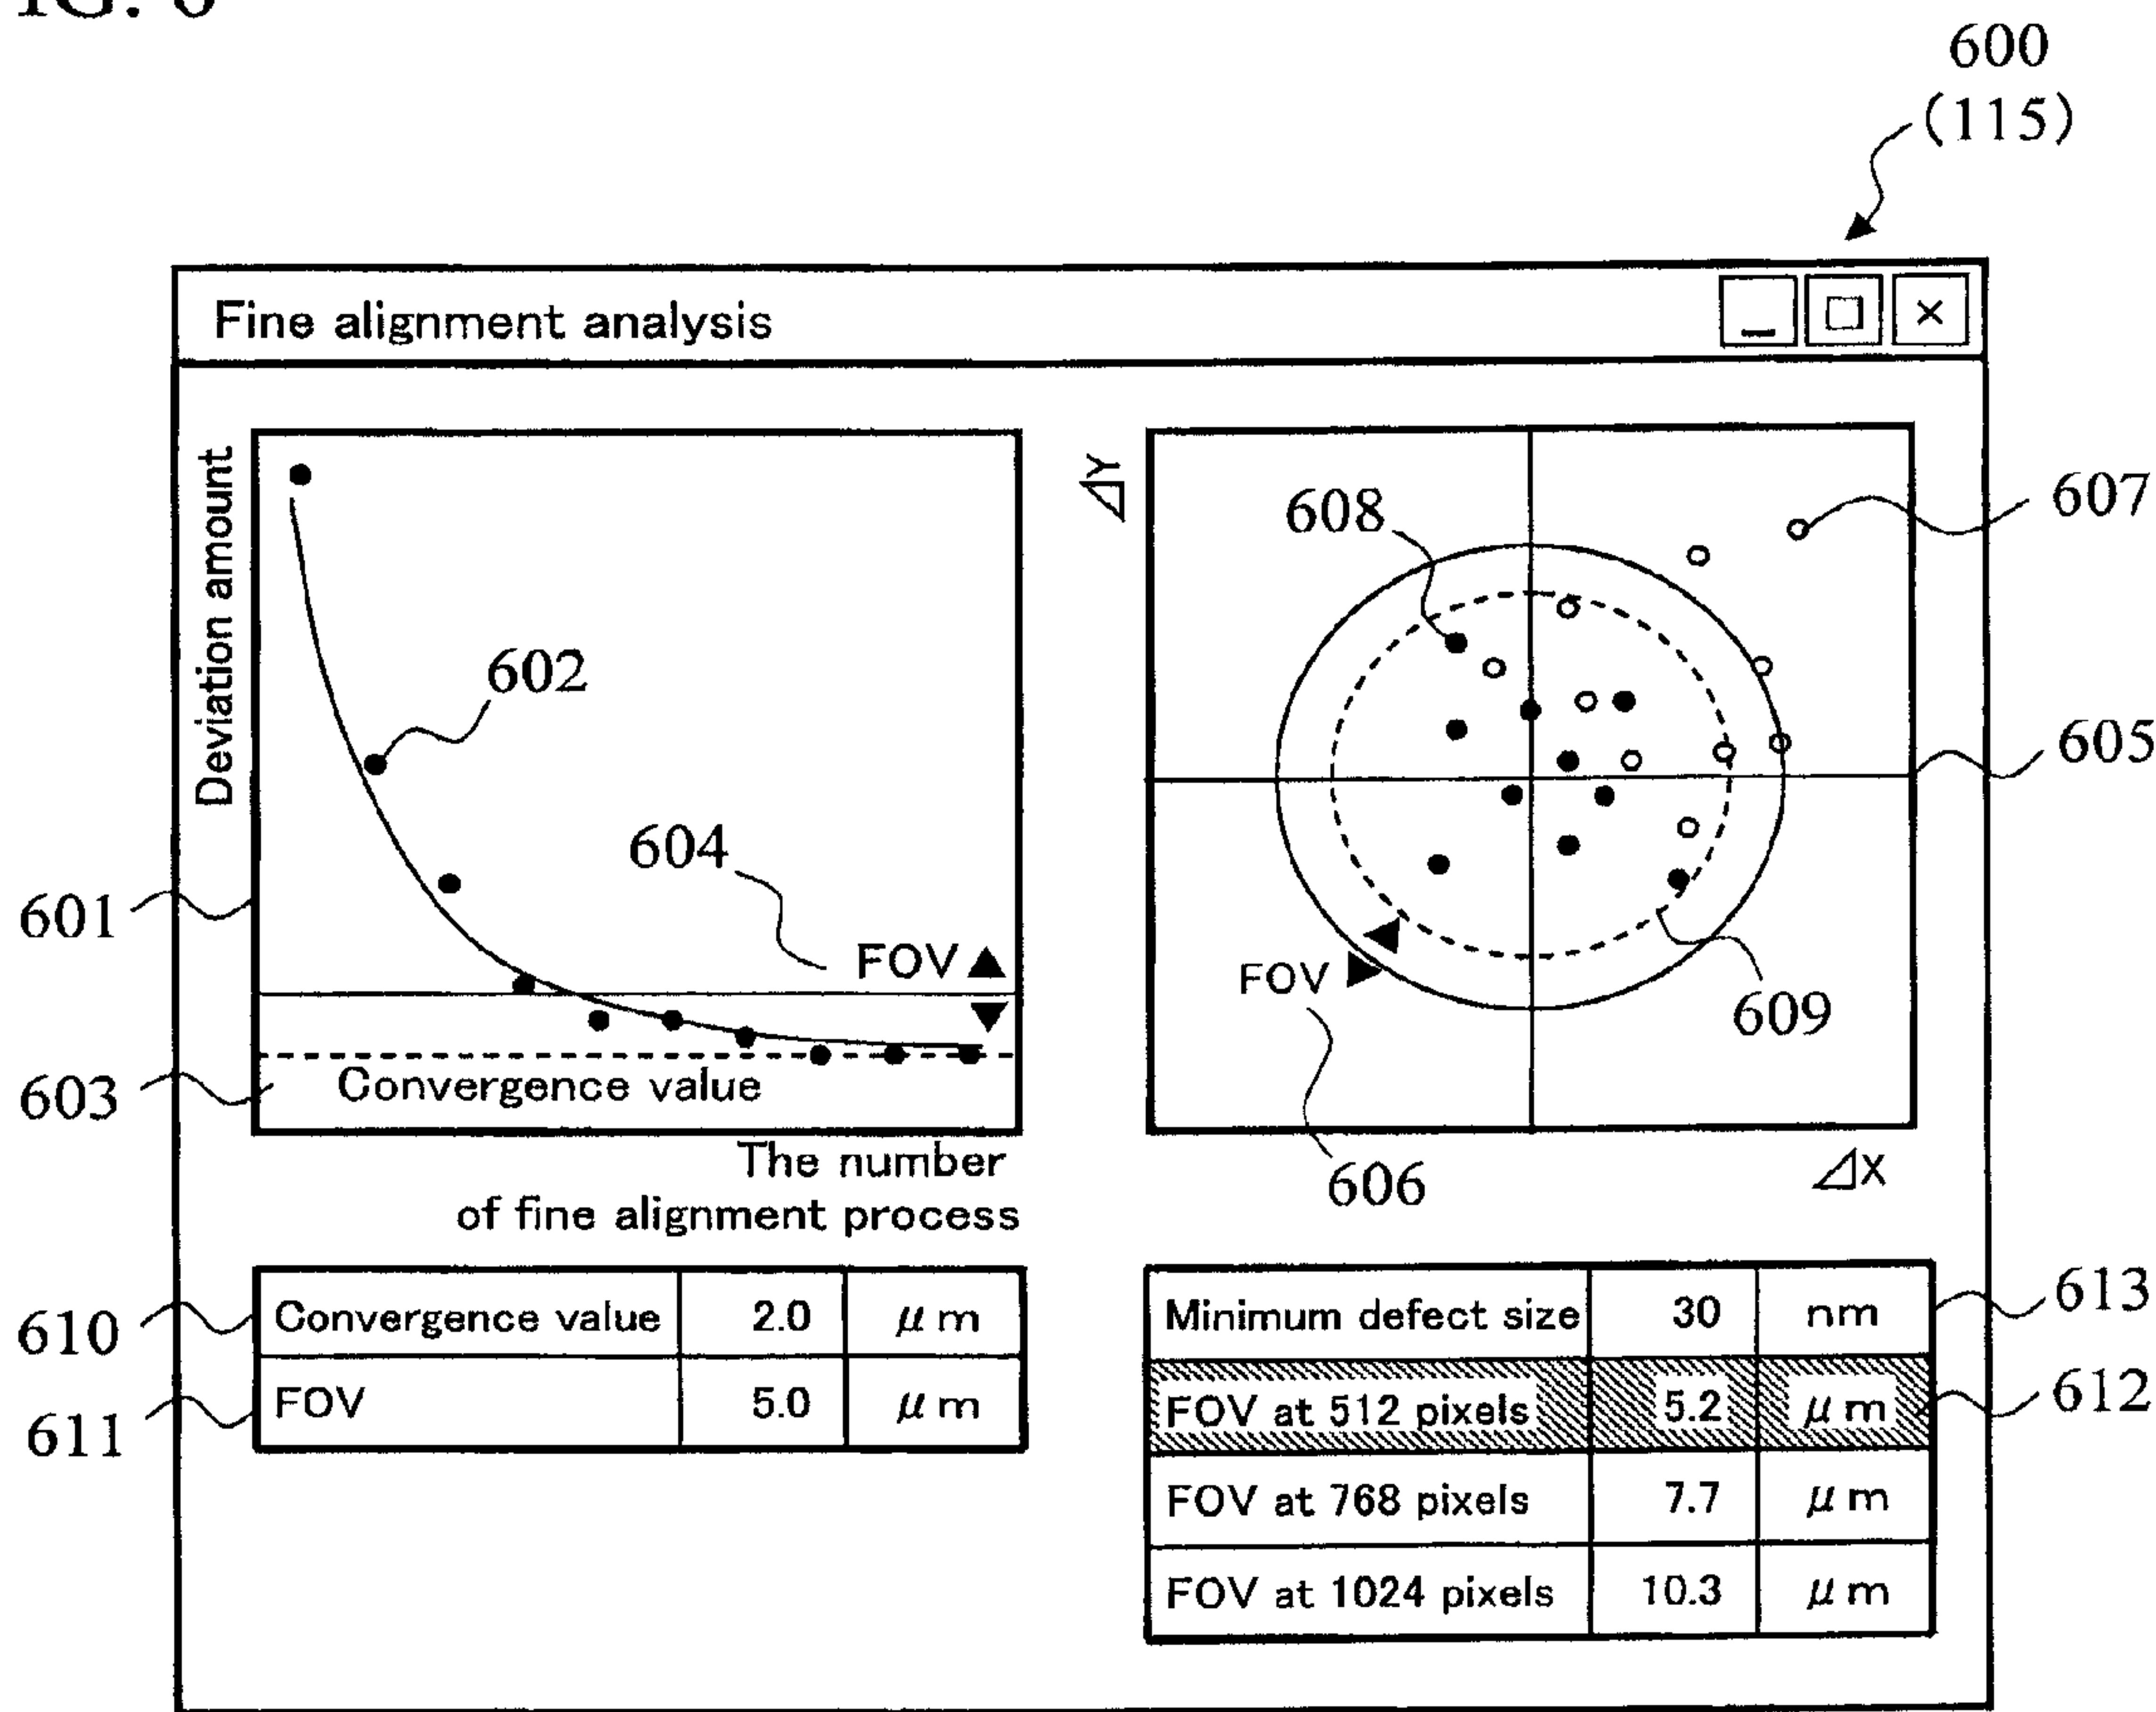 IG. 6
600
(115)
Fine alignment analysis
Deviation amount
602
604
FOV
601
603
Convergence value
The number
of fine alignment process
ΔY
608
607
605
FOV
609
606
ΔX
610
Convergence value 2.0 μm
611
FOV 5.0 μm
Minimum defect size 30 nm
613
FOV at 512 pixels 5.2 μm
612
FOV at 768 pixels 7.7 μm
FOV at 1024 pixels 10.3 μm